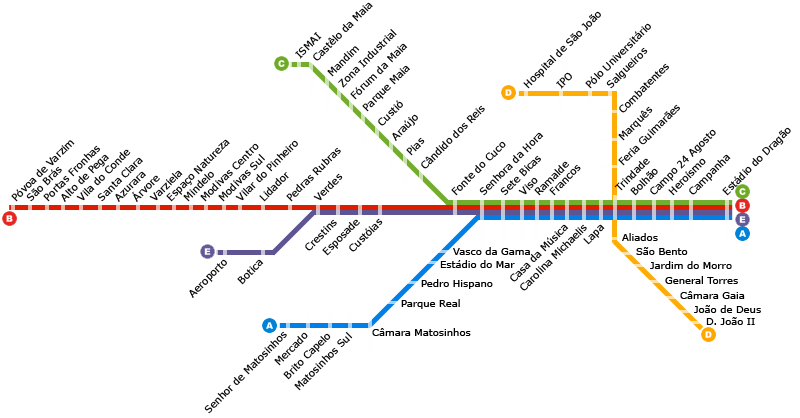 C
ISMAI
Castêlo da Maia
Mandim
Zona Industrial
Fórum da Maia
Parque Maia
Custió
Araújo
Pias
Cândido dos Reis
Fonte do Cuco
Senhora da Hora
Sete Bicas
Viso
Ramalde
Francos
D
Hospital de São João
IPO
Pólo Universitário
Salgueiros
Combatentes
Marquês
Feria Guimarães
Trindade
Bolhão
Campo 24 Agosto
Heroísmo
Campanha
Estádio do Dragão
C
B
E
A
Póvoa de Varzim
São Brás
Portas Fronhas
Alto de Pega
Vila do Conde
Santa Clara
Azurara
Árvore
Varziela
Espaço Natureza
Mindelo
Modivas Centro
Modivas Sul
Vilar do Pinheiro
Lidador
Pedras Rubras
Verdes
B
Crestins
Esposade
Custóias
E
Aeroporto
Botica
Vasco da Gama
Estádio do Mar
Pedro Hispano
Parque Real
Câmara Matosinhos
A
Senhor de Matosinhos
Mercado
Brito Capelo
Matosinhos Sul
Casa da Música
Carolina Michaelis
Lapa
Aliados
São Bento
Jardim do Morro
General Torres
Câmara Gaia
João de Deus
D. João II
D